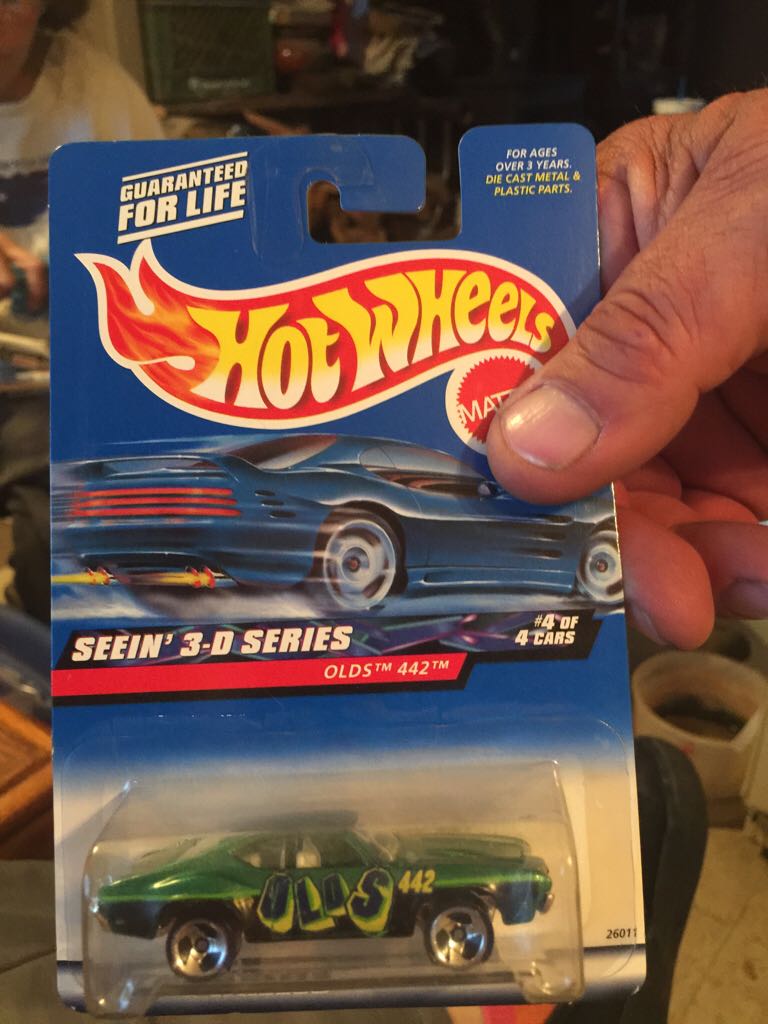 GUARANTEED
FOR LIFE
FOR AGES
OVER 3 YEARS.
DIE CAST METAL &
PLASTIC PARTS.
HOT WHEELS
SEEIN' 3-D SERIES
#4 OF
4 CARS
OLDS™ 442™
OLDS 442